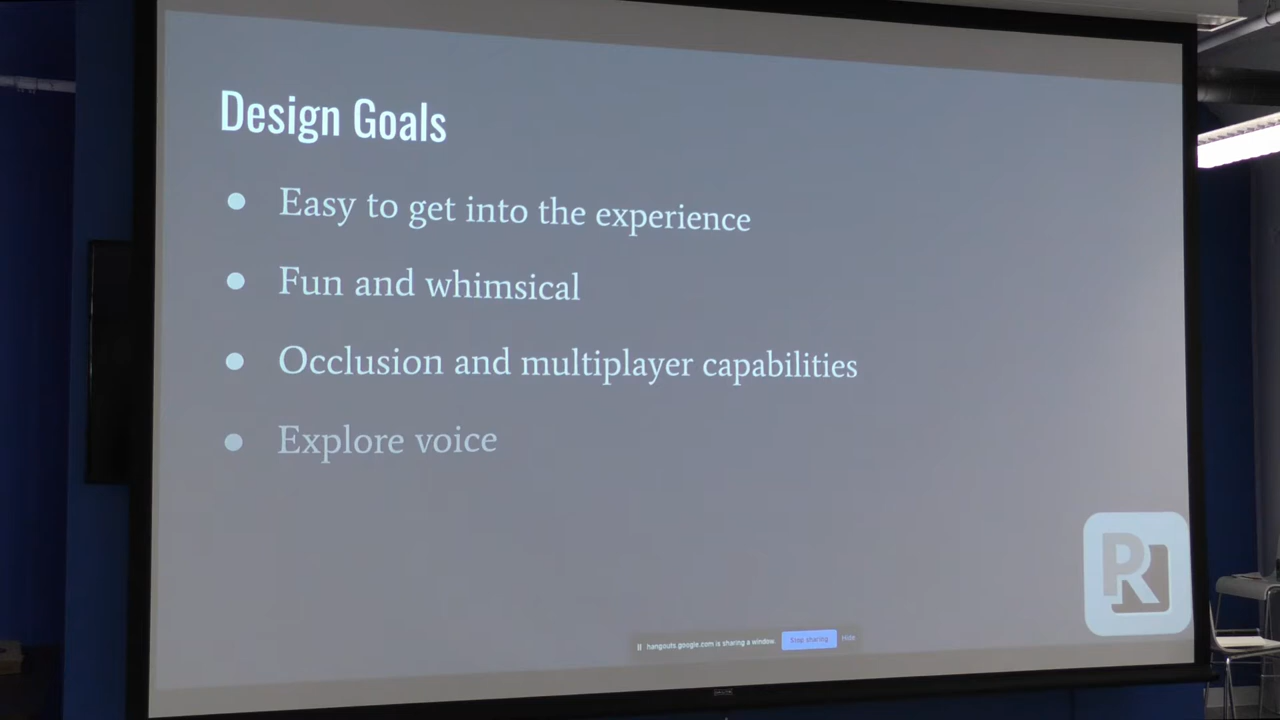 Design Goals
● Easy to get into the experience
● Fun and whimsical
● Occlusion and multiplayer capabilities
● Explore voice
PR
hangouts.google.com is sharing a window. Stop sharing Hide